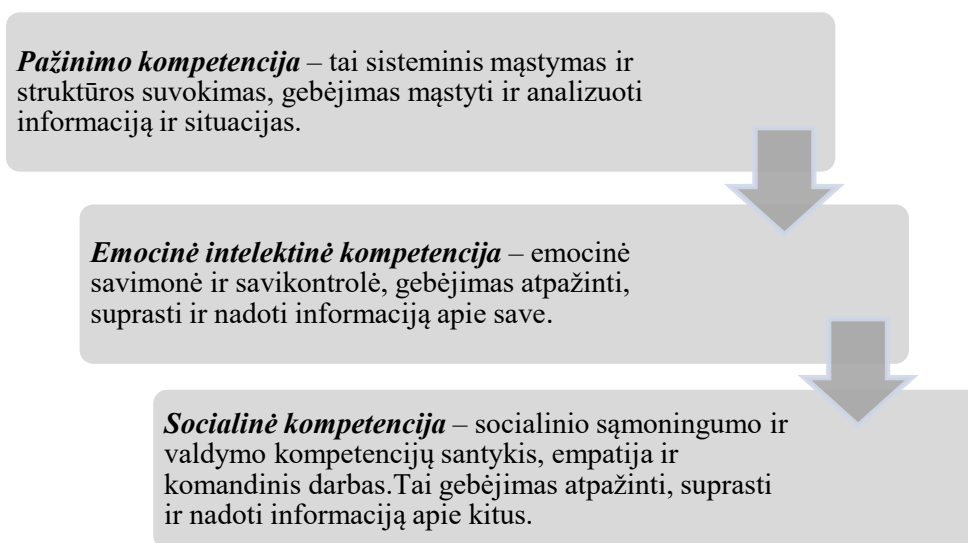 Pažinimo kompetencija – tai sisteminis mąstymas ir
struktūros suvokimas, gebėjimas mąstyti ir analizuoti
informaciją ir situacijas.
Emocinė intelektinė kompetencija – emocinė
savimonė ir savikontrolė, gebėjimas atpažinti,
suprasti ir nadoti informaciją apie save.
Socialinė kompetencija – socialinio sąmoningumo ir
valdymo kompetencijų santykis, empatija ir
komandinis darbas.Tai gebėjimas atpažinti, suprasti
ir nadoti informaciją apie kitus.